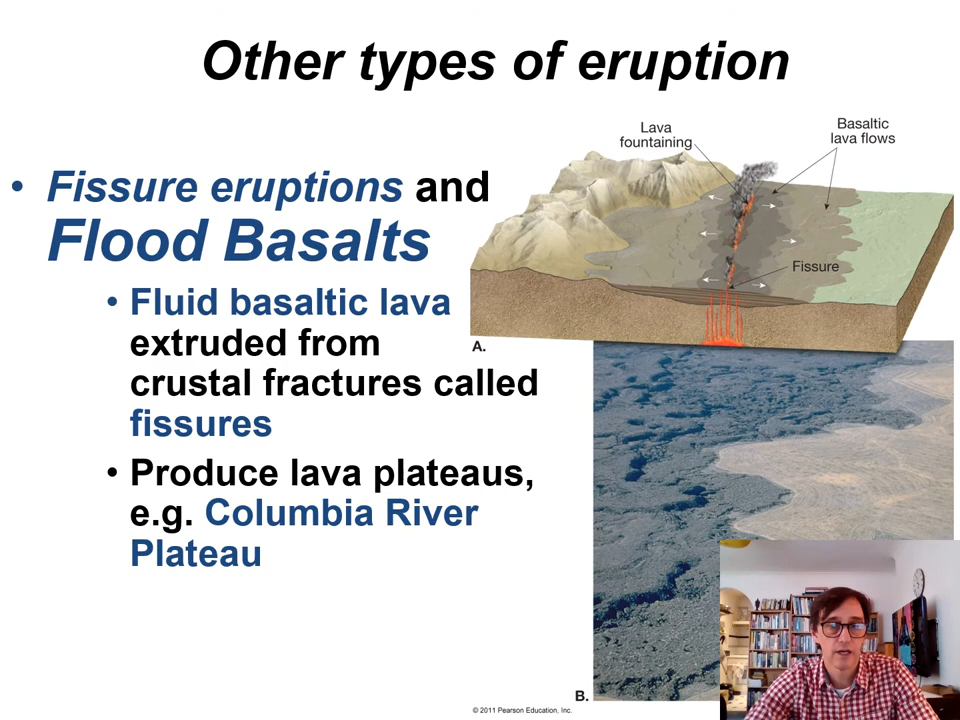 Other types of eruption
• Fissure eruptions and
Flood Basalts
• Fluid basaltic lava
extruded from
crustal fractures called
fissures
• Produce lava plateaus,
e.g. Columbia River
Plateau
Lava
fountaining
Basaltic
lava flows
Fissure
A.
B.
© 2011 Pearson Education, Inc.